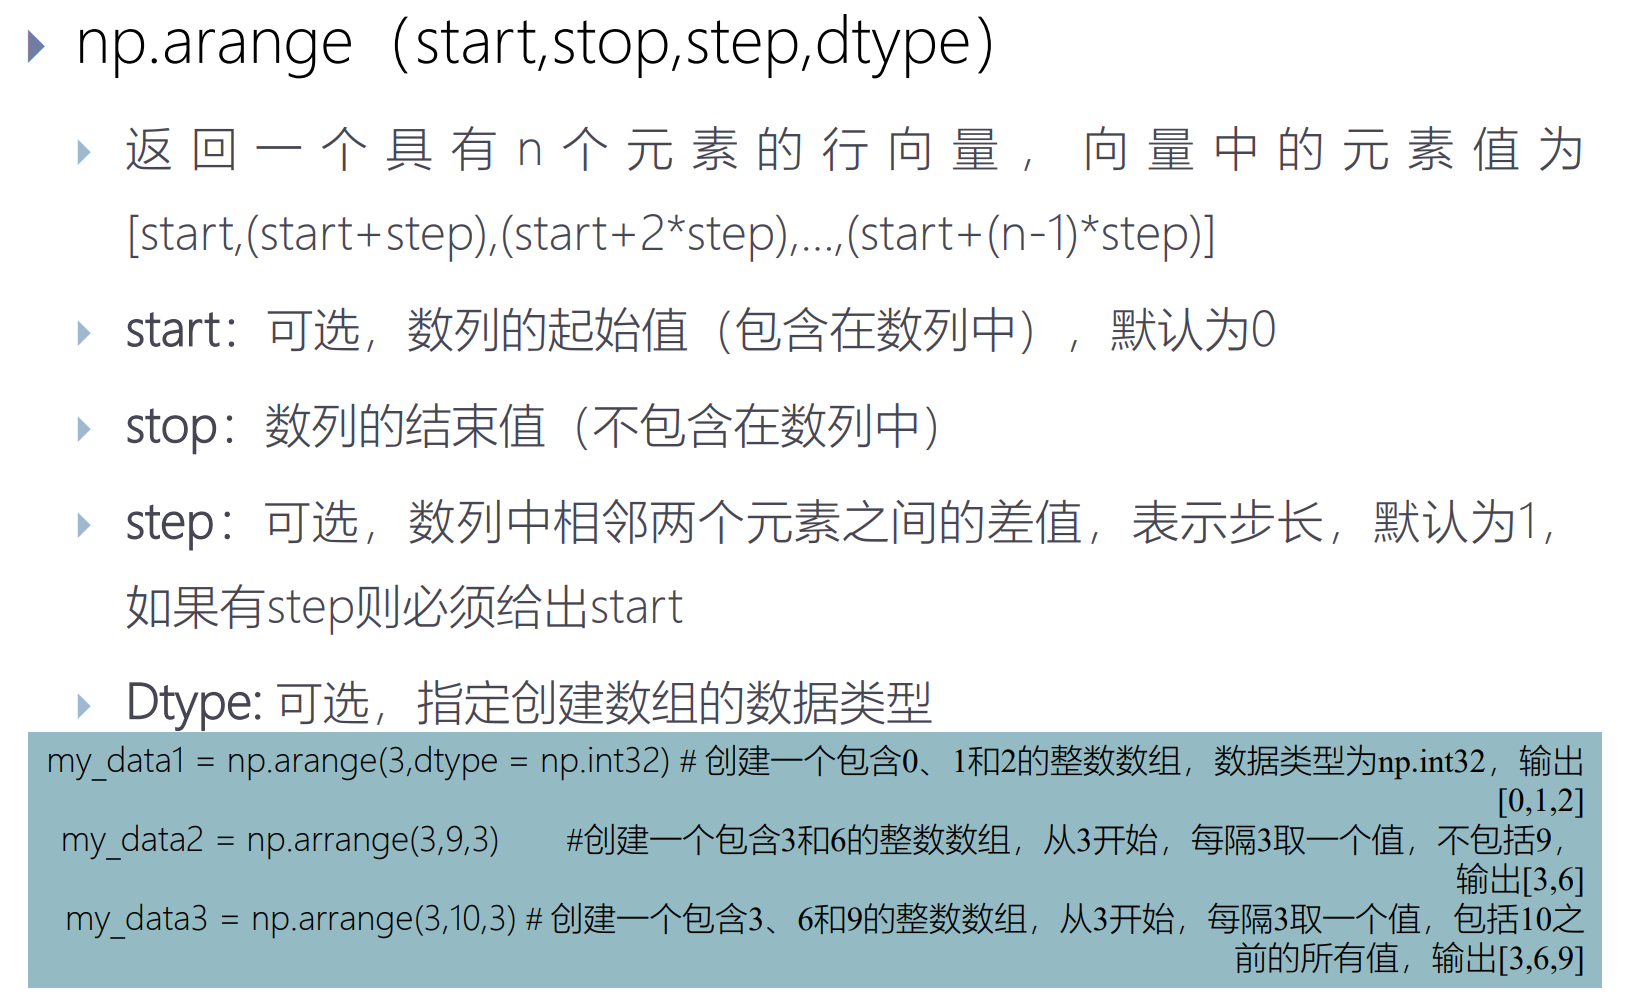 np.arange（start,stop,step,dtype）
返回一个具有n个元素的行向量，向量中的元素值为
[start,(start+step),(start+2*step),...,(start+(n-1)*step)]
start：可选，数列的起始值（包含在数列中），默认为0
stop：数列的结束值（不包含在数列中）
step：可选，数列中相邻两个元素之间的差值，表示步长，默认为1，
如果有step则必须给出start
Dtype: 可选，指定创建数组的数据类型
my_data1 = np.arange(3,dtype = np.int32) # 创建一个包含0、1和2的整数数组，数据类型为np.int32，输出
[0,1,2]
my_data2 = np.arrange(3,9,3) #创建一个包含3和6的整数数组，从3开始，每隔3取一个值，不包括9，
输出[3,6]
my_data3 = np.arrange(3,10,3) # 创建一个包含3、6和9的整数数组，从3开始，每隔3取一个值，包括10之
前的所有值，输出[3,6,9]